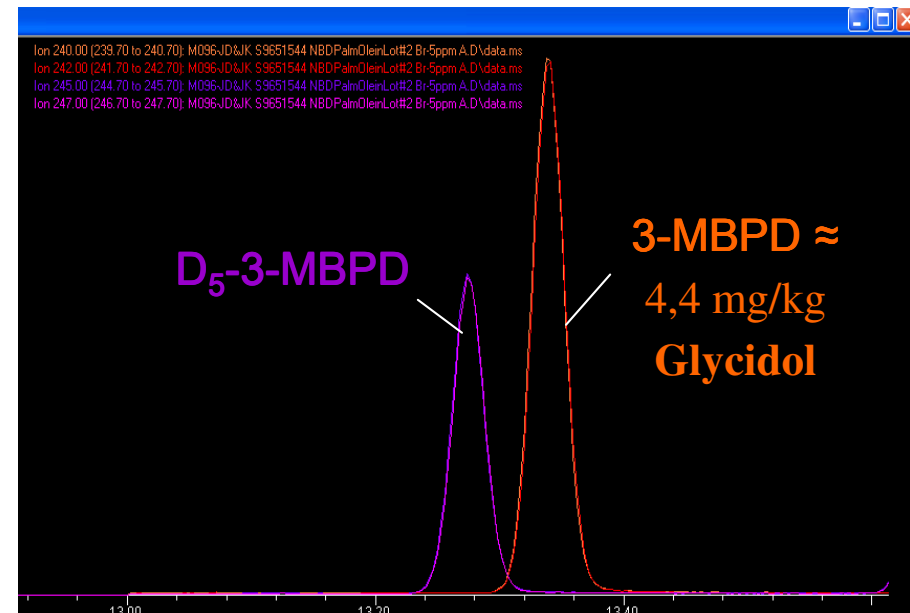 Ion 240.00 (239.70 to 240.70): M096-JD&JK S9651544 NBDPalmOleinLot#2 Br-5ppm A.D\data.ms
Ion 242.00 (241.70 to 242.70): M096-JD&JK S9651544 NBDPalmOleinLot#2 Br-5ppm A.D\data.ms
Ion 245.00 (244.70 to 245.70): M096-JD&JK S9651544 NBDPalmOleinLot#2 Br-5ppm A.D\data.ms
Ion 247.00 (246.70 to 247.70): M096-JD&JK S9651544 NBDPalmOleinLot#2 Br-5ppm A.D\data.ms
D₅-3-MBPD
3-MBPD ≈
4,4 mg/kg
Glycidol
13.00 13.20 13.40